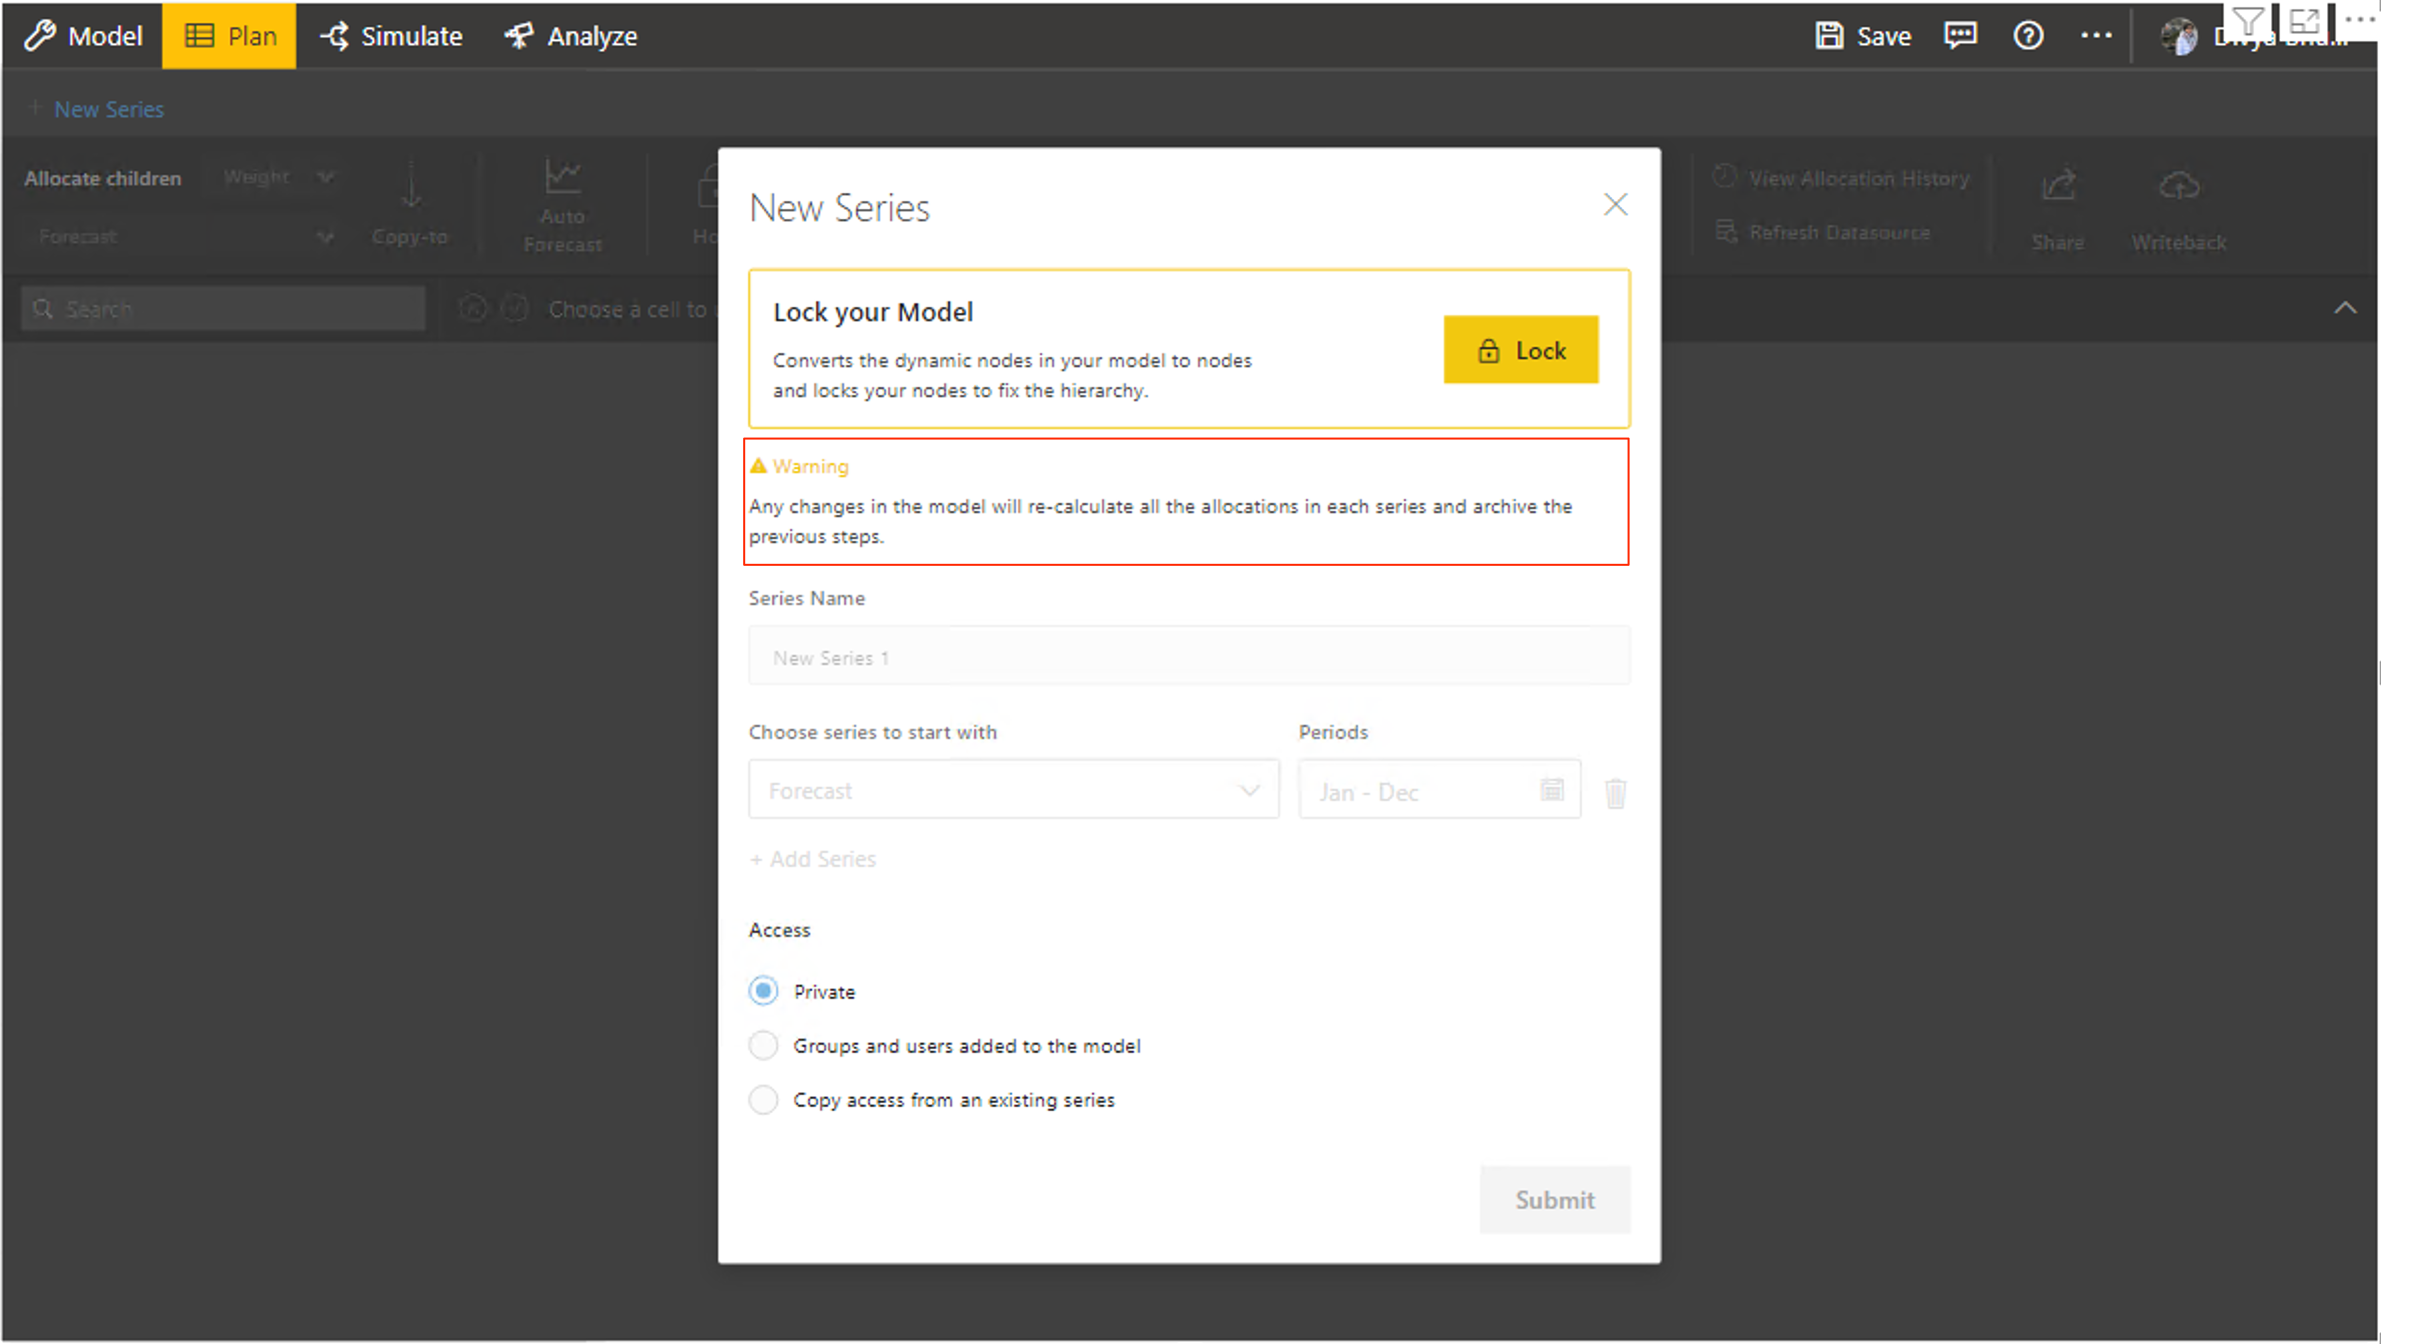 Model
Plan
Simulate
Analyze
Save
+ New Series
Allocate children
Weight
Forecast
Copy-to
Auto
Forecast
View Allocation History
Refresh Datasource
Share
Writeback
Search
Choose a cell to
New Series
Lock your Model
Converts the dynamic nodes in your model to nodes
and locks your nodes to fix the hierarchy.
Lock
Warning
Any changes in the model will re-calculate all the allocations in each series and archive the
previous steps.
Series Name
New Series 1
Choose series to start with
Periods
Forecast
Jan - Dec
+ Add Series
Access
Private
Groups and users added to the model
Copy access from an existing series
Submit